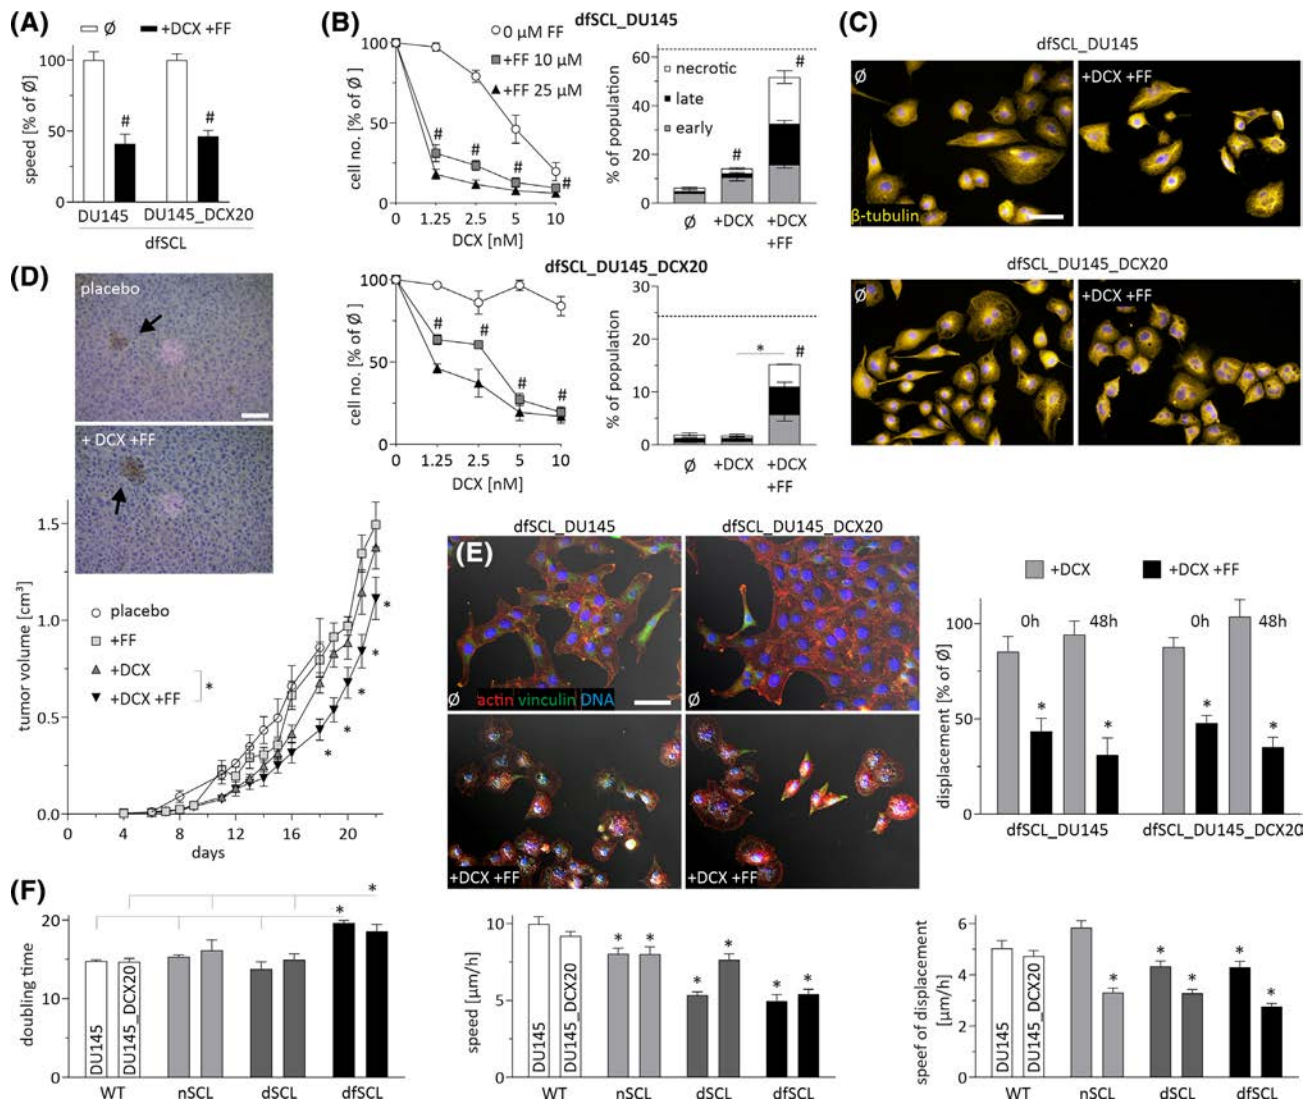 (A)
Ø +DCX +FF
speed [% of Ø]
100
50
0
# #
DU145 DU145_DCX20
dfSCL
(B)
dfSCL_DU145
cell no. [% of Ø]
100
50
0
0 µM FF
+FF 10 µM
+FF 25 µM
# # # #
0 1.25 2.5 5 10
DCX [nM]
% of population
60
40
20
0
necrotic
late
early
# #
Ø +DCX +DCX
+FF
dfSCL_DU145_DCX20
cell no. [% of Ø]
100
50
0
# # # #
0 1.25 2.5 5 10
DCX [nM]
% of population
30
20
10
0
* #
Ø +DCX +DCX
+FF
(C)
dfSCL_DU145
Ø +DCX +FF
β-tubulin
dfSCL_DU145_DCX20
Ø +DCX +FF
(D)
placebo
+ DCX +FF
tumor volume [cm³]
1.5
1.0
0.5
0.0
placebo
+FF
+DCX
+DCX +FF
*
* * * * * *
0 4 8 12 16 20 22
days
(E)
dfSCL_DU145 dfSCL_DU145_DCX20
Ø actin vinculin DNA Ø
+DCX +FF +DCX +FF
+DCX +DCX +FF
displacement [% of Ø]
100
50
0
0h 48h 0h 48h
* * * *
dfSCL_DU145 dfSCL_DU145_DCX20
(F)
doubling time
20
15
10
0
* *
DU145
DU145_DCX20
WT nSCL dSCL dfSCL
speed [µm/h]
10
5
0
* * * * * *
DU145
DU145_DCX20
WT nSCL dSCL dfSCL
speef of displacement
[µm/h]
6
4
2
0
* * * * *
DU145
DU145_DCX20
WT nSCL dSCL dfSCL